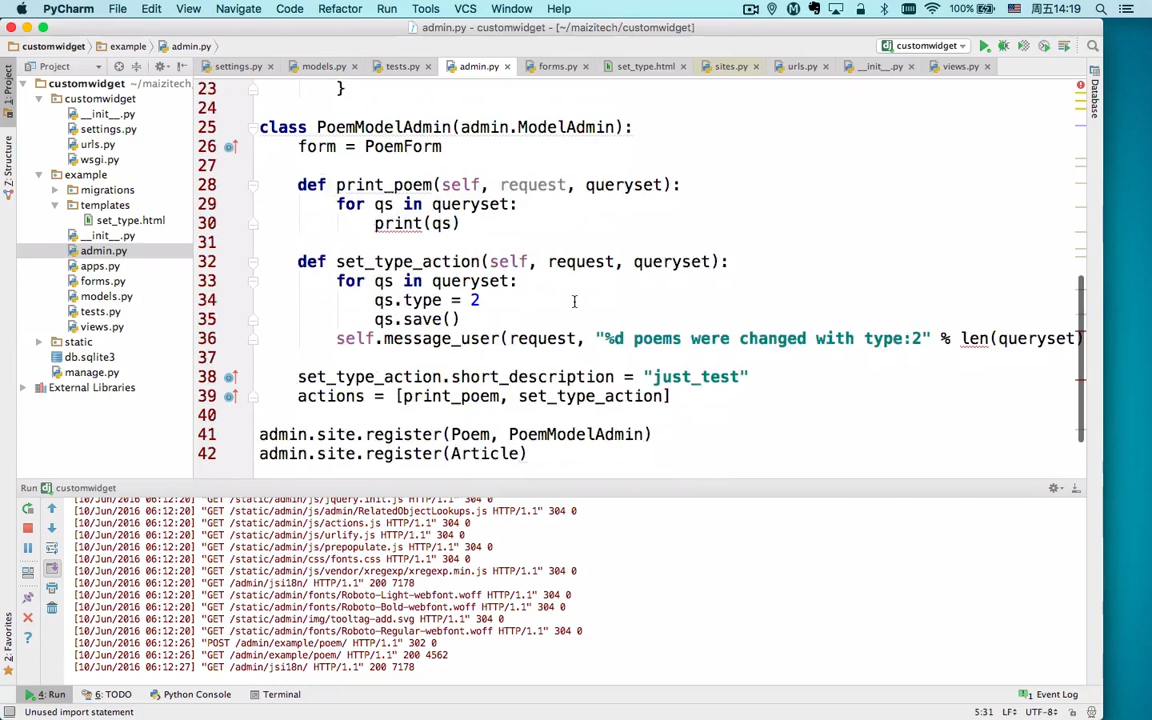 PyCharm File Edit View Navigate Code Refactor Run Tools VCS Window Help 100% 周五14:19
admin.py - customwidget - [~/maizitech/customwidget]
customwidget example admin.py customwidget
Project settings.py models.py tests.py admin.py forms.py set_type.html sites.py urls.py __init__.py views.py
1: Project
Z: Structure
2: Favorites
Database
customwidget
customwidget
__init__.py
settings.py
urls.py
wsgi.py
example
migrations
templates
set_type.html
__init__.py
admin.py
apps.py
forms.py
models.py
tests.py
views.py
static
db.sqlite3
manage.py
External Libraries
23 }
24
25 class PoemModelAdmin(admin.ModelAdmin):
26 form = PoemForm
27
28 def print_poem(self, request, queryset):
29 for qs in queryset:
30 print(qs)
31
32 def set_type_action(self, request, queryset):
33 for qs in queryset:
34 qs.type = 2
35 qs.save()
36 self.message_user(request, "%d poems were changed with type:2" % len(queryset)
37
38 set_type_action.short_description = "just_test"
39 actions = [print_poem, set_type_action]
40
41 admin.site.register(Poem, PoemModelAdmin)
42 admin.site.register(Article)
Run customwidget
[10/Jun/2016 06:12:20] "GET /static/admin/js/jquery.init.js HTTP/1.1" 304 0
[10/Jun/2016 06:12:20] "GET /static/admin/js/admin/RelatedObjectLookups.js HTTP/1.1" 304 0
[10/Jun/2016 06:12:20] "GET /static/admin/js/actions.js HTTP/1.1" 304 0
[10/Jun/2016 06:12:20] "GET /static/admin/js/urlify.js HTTP/1.1" 304 0
[10/Jun/2016 06:12:20] "GET /static/admin/js/prepopulate.js HTTP/1.1" 304 0
[10/Jun/2016 06:12:20] "GET /static/admin/css/fonts.css HTTP/1.1" 304 0
[10/Jun/2016 06:12:20] "GET /static/admin/js/vendor/xregexp/xregexp.min.js HTTP/1.1" 304 0
[10/Jun/2016 06:12:20] "GET /admin/jsi18n/ HTTP/1.1" 200 7178
[10/Jun/2016 06:12:20] "GET /static/admin/fonts/Roboto-Light-webfont.woff HTTP/1.1" 304 0
[10/Jun/2016 06:12:20] "GET /static/admin/fonts/Roboto-Bold-webfont.woff HTTP/1.1" 304 0
[10/Jun/2016 06:12:20] "GET /static/admin/img/tooltag-add.svg HTTP/1.1" 304 0
[10/Jun/2016 06:12:20] "GET /static/admin/fonts/Roboto-Regular-webfont.woff HTTP/1.1" 304 0
[10/Jun/2016 06:12:26] "POST /admin/example/poem/ HTTP/1.1" 302 0
[10/Jun/2016 06:12:26] "GET /admin/example/poem/ HTTP/1.1" 200 4562
[10/Jun/2016 06:12:27] "GET /admin/jsi18n/ HTTP/1.1" 200 7178
4: Run 6: TODO Python Console Terminal 1 Event Log
Unused import statement 5:31 LF÷ UTF-8÷